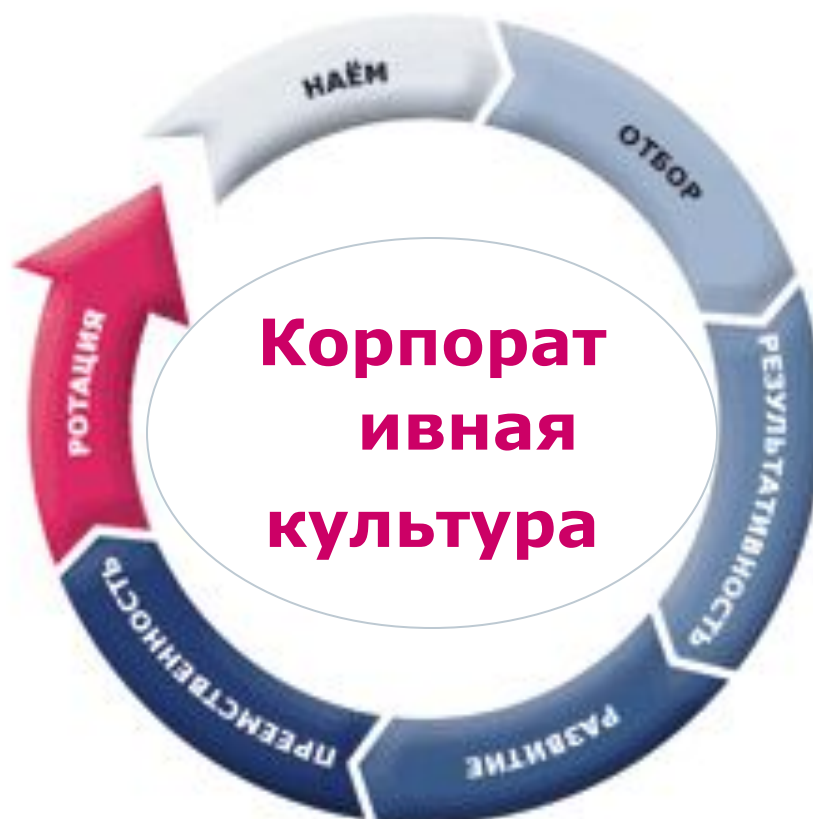 НАЁМ
ОТБОР
РЕЗУЛЬТАТИВНОСТЬ
РАЗВИТИЕ
ПРЕЕМСТВЕННОСТЬ
РОТАЦИЯ
Корпорат
ивная
культура